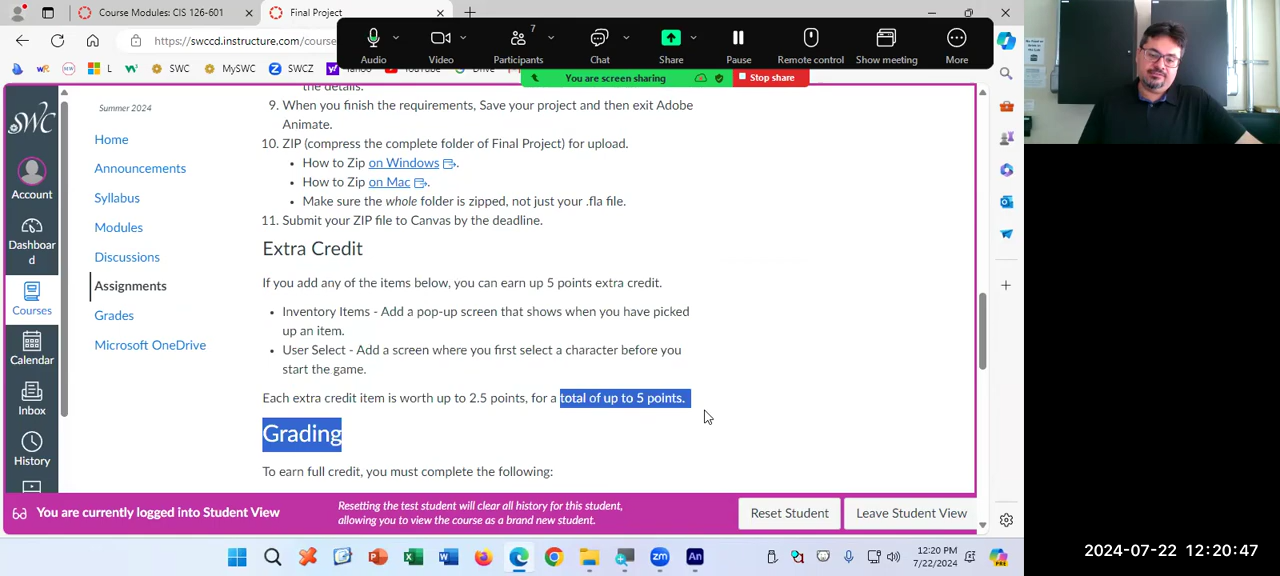 Course Modules: CIS 126-601
Final Project
https://swccd.instructure.com/course
SWC
MySWC
SWCZ
Audio
Video
7
Participants
Chat
Share
Pause
Remote control
Show meeting
More
You are screen sharing
Stop share
SWC
Account
Dashboar
d
Courses
Calendar
Inbox
History
Summer 2024
Home
Announcements
Syllabus
Modules
Discussions
Assignments
Grades
Microsoft OneDrive
the details.
9. When you finish the requirements, Save your project and then exit Adobe
Animate.
10. ZIP (compress the complete folder of Final Project) for upload.
• How to Zip on Windows.
• How to Zip on Mac.
• Make sure the whole folder is zipped, not just your .fla file.
11. Submit your ZIP file to Canvas by the deadline.
Extra Credit
If you add any of the items below, you can earn up 5 points extra credit.
• Inventory Items - Add a pop-up screen that shows when you have picked
up an item.
• User Select - Add a screen where you first select a character before you
start the game.
Each extra credit item is worth up to 2.5 points, for a total of up to 5 points.
Grading
To earn full credit, you must complete the following:
You are currently logged into Student View
Resetting the test student will clear all history for this student,
allowing you to view the course as a brand new student.
Reset Student
Leave Student View
12:20 PM
7/22/2024
2024-07-22 12:20:47